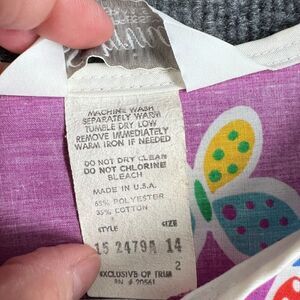 MACHINE WASH
SEPARATELY WARM
TUMBLE DRY LOW
REMOVE IMMEDIATELY
WARM IRON IF NEEDED
DO NOT DRY CLEAN
DO NOT CHLORINE
BLEACH
MADE IN U.S.A.
65% POLYESTER
35% COTTON
STYLE SIZE
15 24794 14
2
EXCLUSIVE OF TRIM
RN # 20561